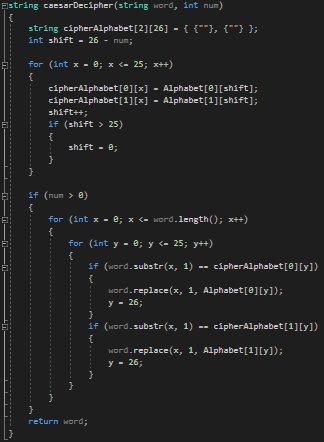 string caesarDecipher(string word, int num)
{
    string cipherAlphabet[2][26] = { {""}, {""} };
    int shift = 26 - num;
    for (int x = 0; x <= 25; x++)
    {
        cipherAlphabet[0][x] = Alphabet[0][shift];
        cipherAlphabet[1][x] = Alphabet[1][shift];
        shift++;
        if (shift > 25)
        {
            shift = 0;
        }
    }
    if (num > 0)
    {
        for (int x = 0; x <= word.length(); x++)
        {
            for (int y = 0; y <= 25; y++)
            {
                if (word.substr(x, 1) == cipherAlphabet[0][y])
                {
                    word.replace(x, 1, Alphabet[0][y]);
                    y = 26;
                }
                if (word.substr(x, 1) == cipherAlphabet[1][y])
                {
                    word.replace(x, 1, Alphabet[1][y]);
                    y = 26;
                }
            }
        }
    }
    return word;
}